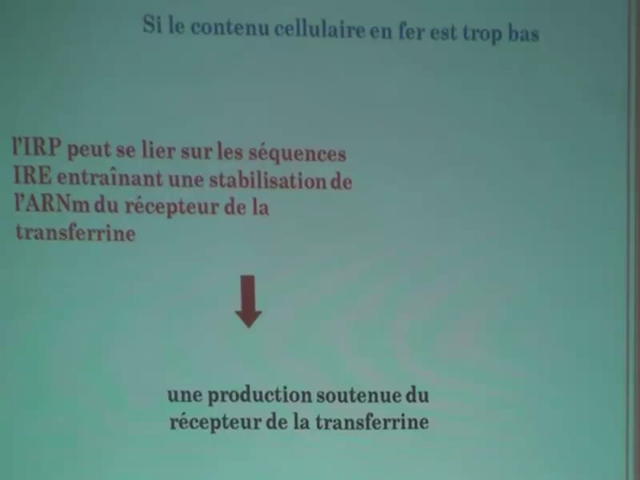 Si le contenu cellulaire en fer est trop bas
l'IRP peut se lier sur les séquences
IRE entraînant une stabilisation de
l'ARNm du récepteur de la
transferrine
une production soutenue du
récepteur de la transferrine